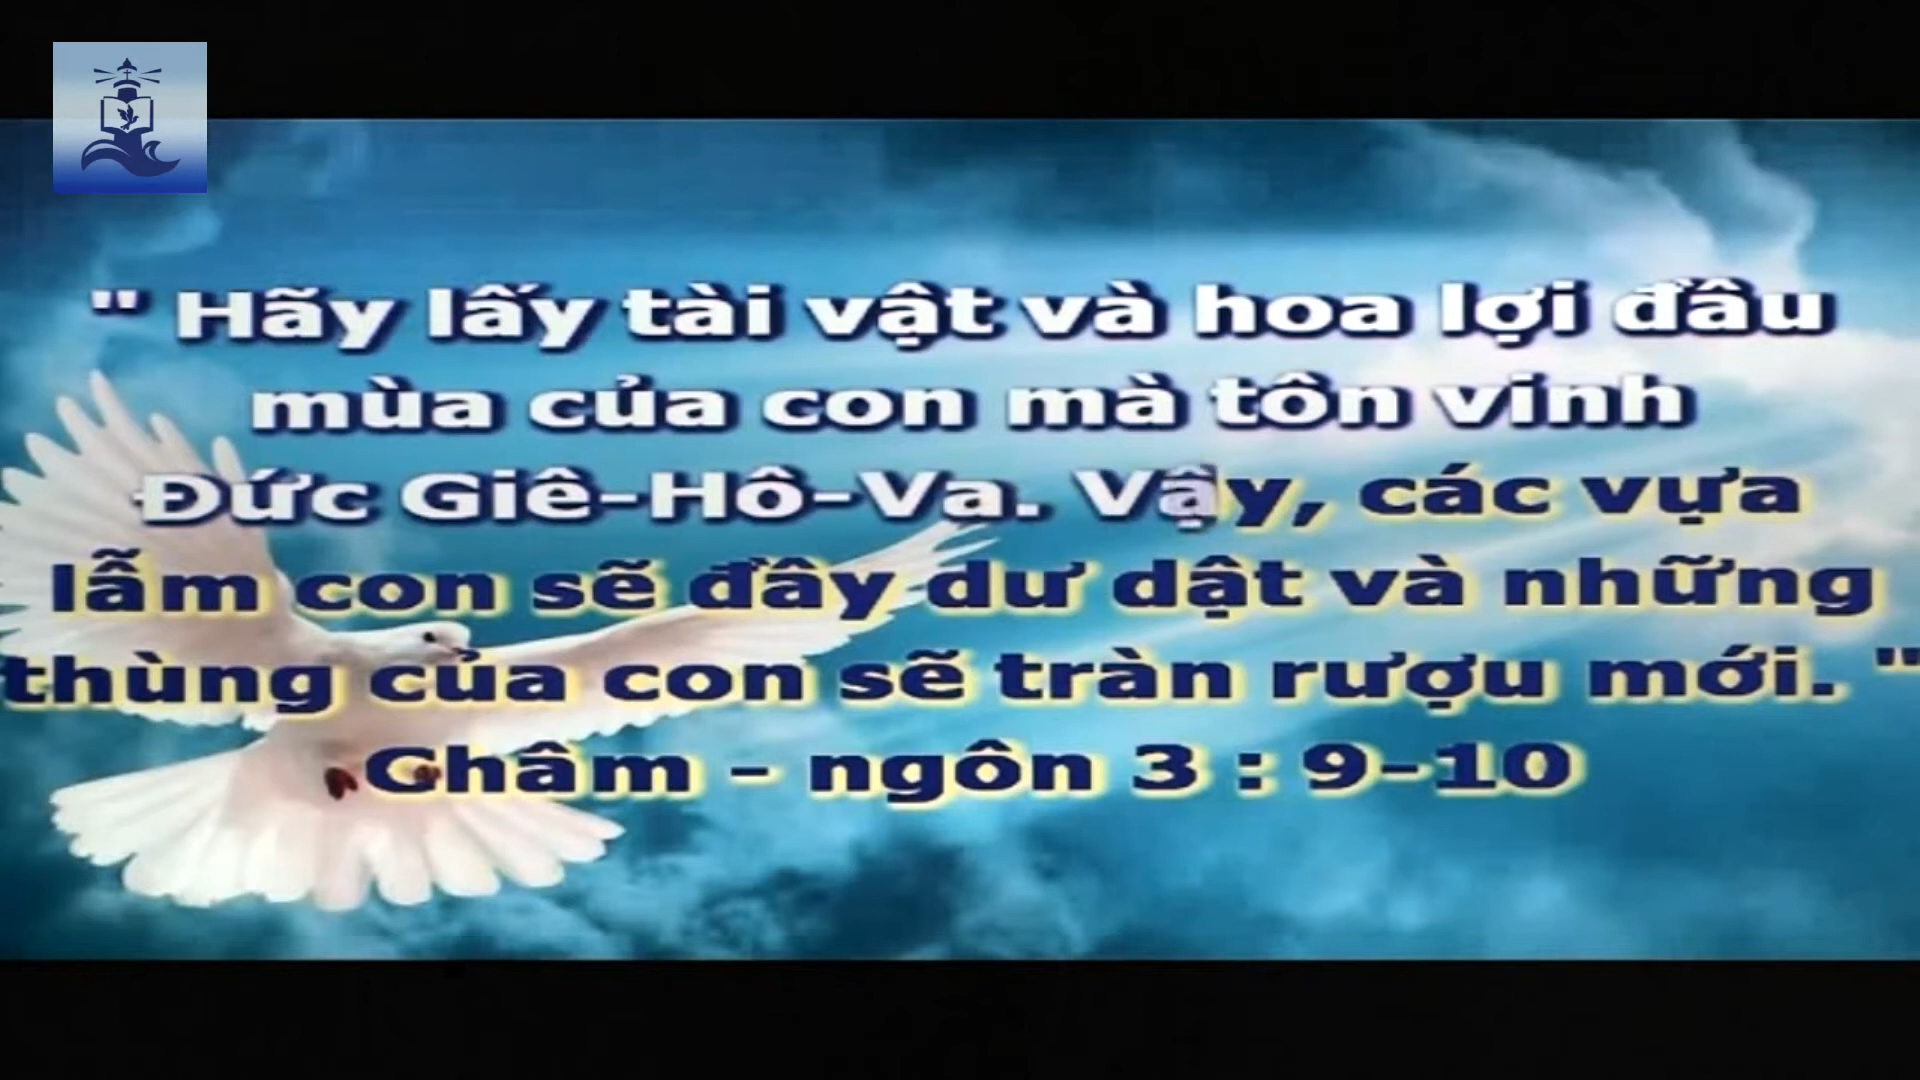 " Hãy lấy tài vật và hoa lợi đầu
mùa của con mà tôn vinh
Đức Giê-Hô-Va. Vậy, các vựa
lẫm con sẽ đầy dư dật và những
thùng của con sẽ tràn rượu mới. "
Châm - ngôn 3 : 9-10